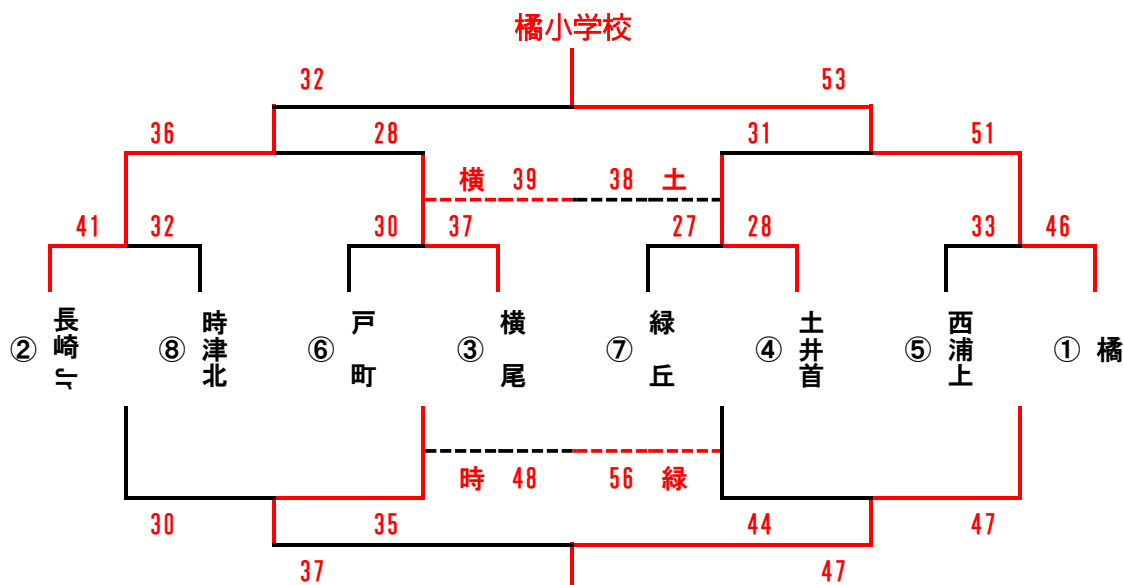 橘小学校
32 53
36 28 31 51
横 39 38 土
41 32 30 37 27 28 33 46
② 長崎Jr ⑧ 時津北 ⑥ 戸町 ③ 横尾 ⑦ 緑丘 ④ 土井首 ⑤ 西浦上 ① 橘
時 48 56 緑
30 35 44 47
37 47